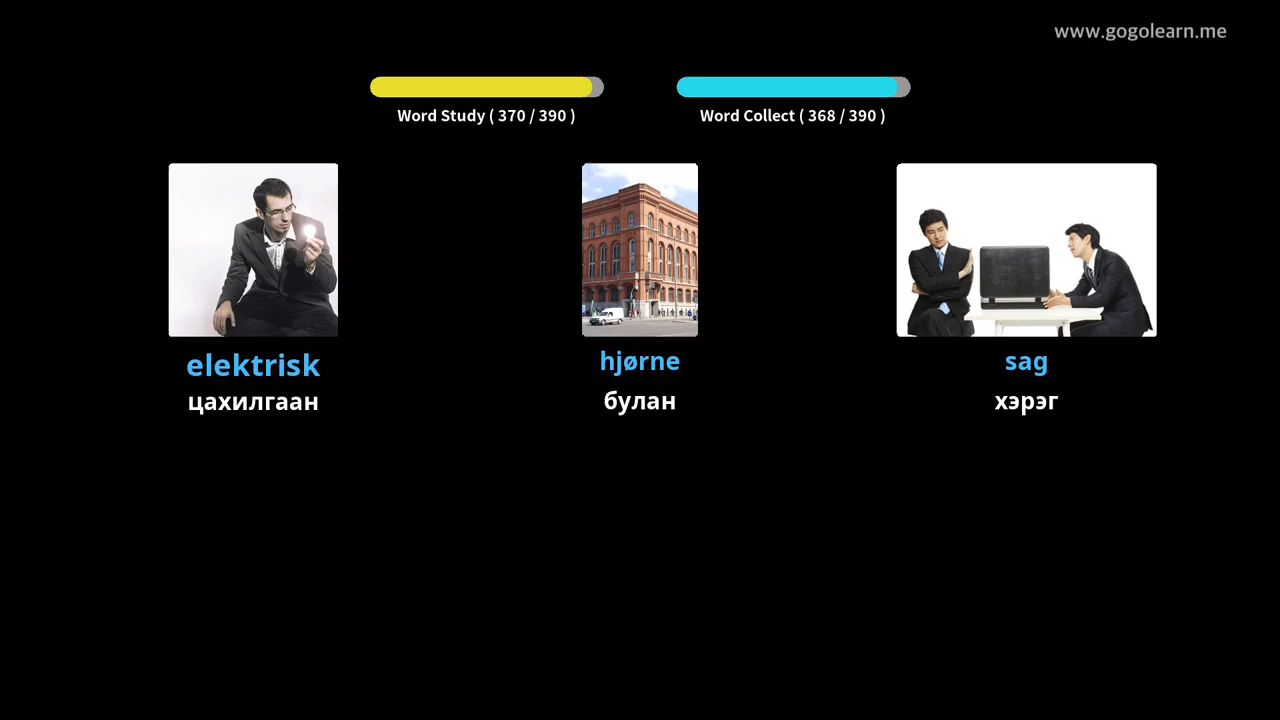 www.gogolearn.me
Word Study ( 370 / 390 )
Word Collect ( 368 / 390 )
elektrisk
hjørne
sag
цахилгаан
булан
хэрэг